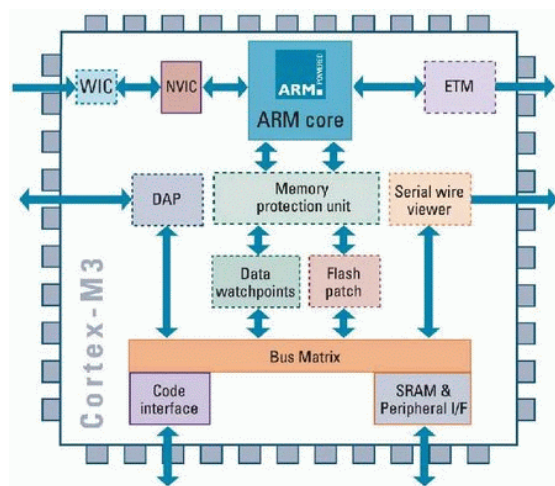 WIC
NVIC
ARM
POWERED
ARM core
ETM
DAP
Memory
protection unit
Serial wire
viewer
Data
watchpoints
Flash
patch
Bus Matrix
Code
interface
SRAM &
Peripheral I/F
Cortex-M3